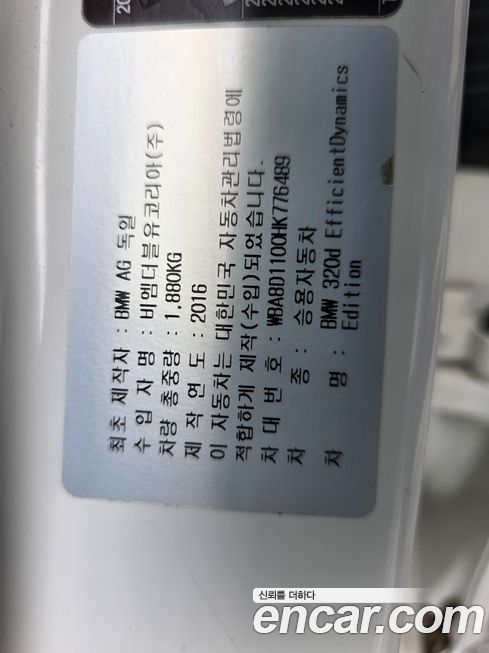 최초 제작자 : BMW AG 독일
수 입 자 명 : 비엠더블유코리아(주)
차량 총중량 : 1,880KG
제 작 연 도 : 2016
이 자동차는 대한민국 자동차관리법령에
적합하게 제작(수입)되었습니다.
차 대 번 호 : WBA8D1100HK776489
차 종 : 승용자동차
차 명 : BMW 320d EfficientDynamics
Edition
신뢰를 더하다
encar.com